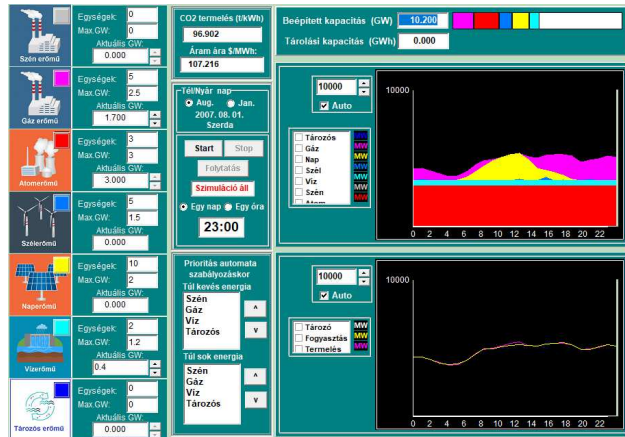 Szén erőmű
Egységek: 0
Max.GW: 0
Aktuális GW:
0.000
Gáz erőmű
Egységek: 5
Max.GW: 2.5
Aktuális GW:
1.700
Atomerőmű
Egységek: 3
Max.GW: 3
Aktuális GW:
3.000
Szélerőmű
Egységek: 5
Max.GW: 1.5
Aktuális GW:
0.000
Naperőmű
Egységek: 10
Max.GW: 2
Aktuális GW:
0.000
Vízerőmű
Egységek: 2
Max.GW: 1.2
Aktuális GW:
0.4
Tározós erőmű
Egységek: 0
Max.GW: 0
Aktuális GW:
0.000
CO2 termelés (t/kWh)
96.902
Áram ára $/MWh:
107.216
Tél/Nyár nap
Aug. Jan.
2007. 08. 01.
Szerda
Start Stop
Folytatás
Szimuláció áll
Egy nap Egy óra
23:00
Prioritás automata
szabályozáskor
Túl kevés energia
Szén
Gáz
Víz
Tározós
^
v
Túl sok energia
Szén
Gáz
Víz
Tározós
^
v
Beépített kapacitás (GW) 10.200
Tárolási kapacitás (GWh) 0.000
10000
Auto
Tározós MW
Gáz MW
Nap MW
Szél MW
Víz MW
Szén MW
Atom MW
10000
0 2 4 6 8 10 12 14 16 18 20 22
10000
Auto
Tározó MW
Fogyasztás MW
Termelés MW
10000
0 2 4 6 8 10 12 14 16 18 20 22